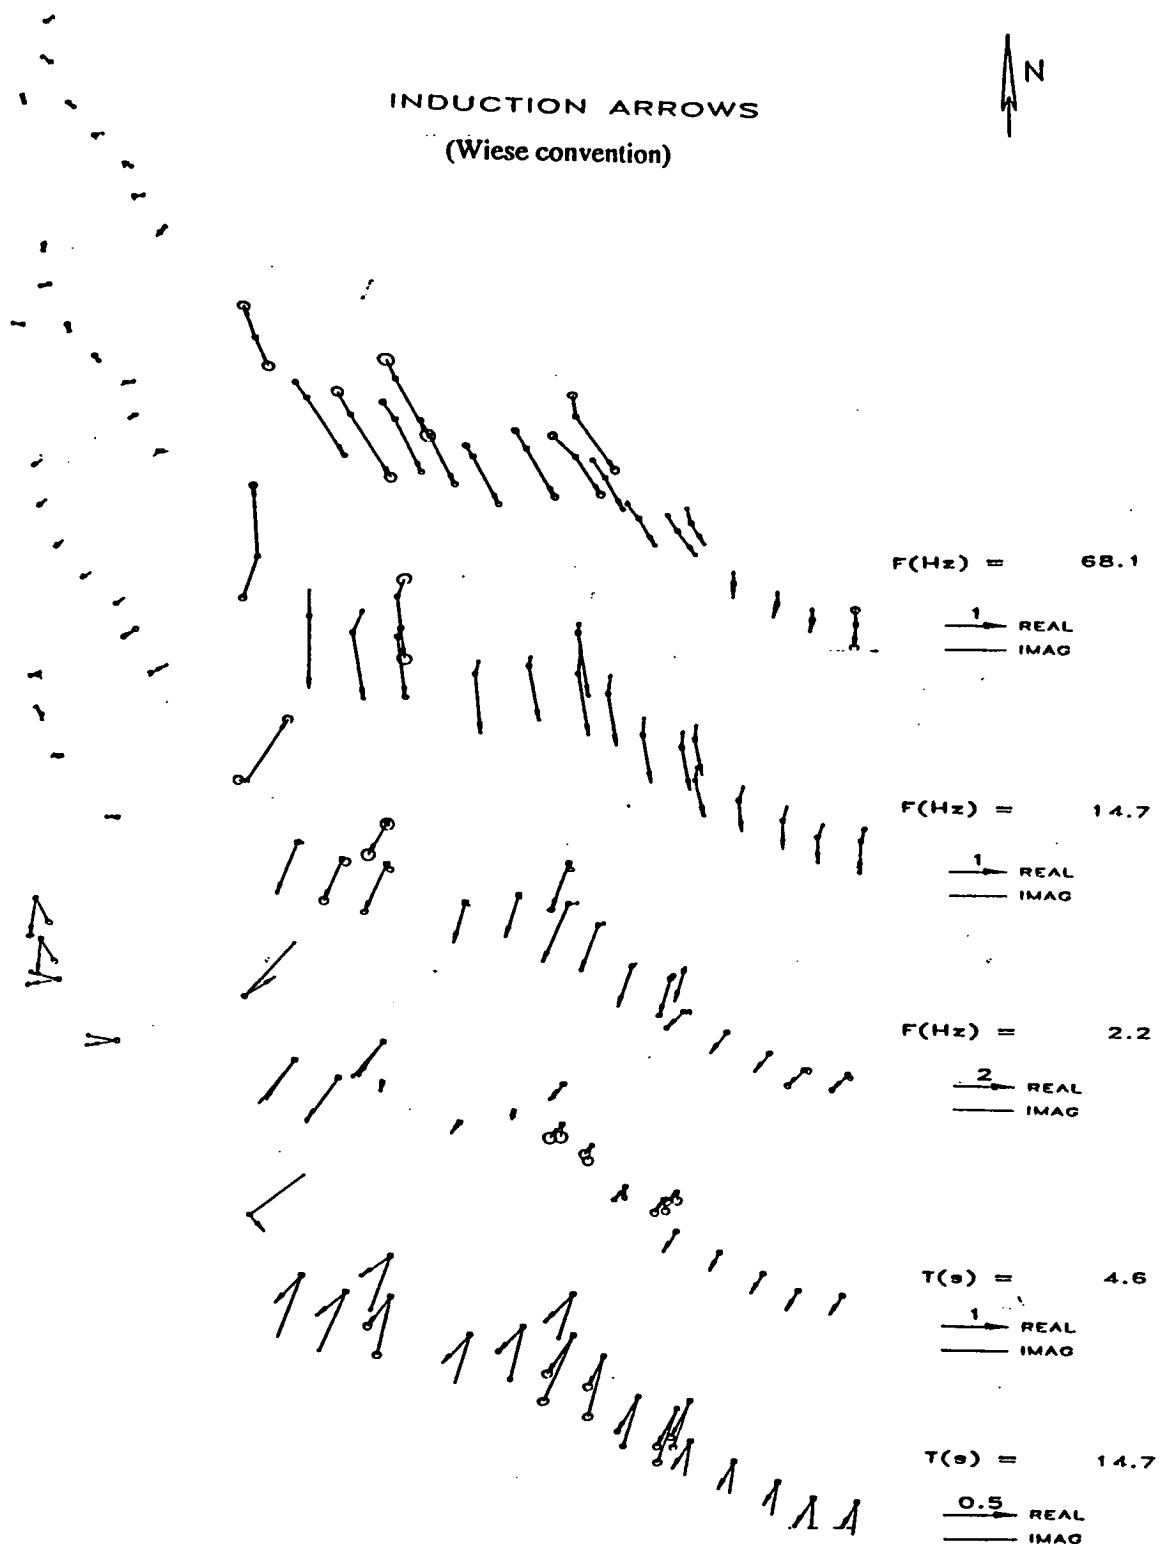 N
INDUCTION ARROWS
(Wiese convention)
F(Hz) = 68.1
1
REAL
IMAG
F(Hz) = 14.7
1
REAL
IMAG
F(Hz) = 2.2
2
REAL
IMAG
T(s) = 4.6
1
REAL
IMAG
T(s) = 14.7
0.5
REAL
IMAG